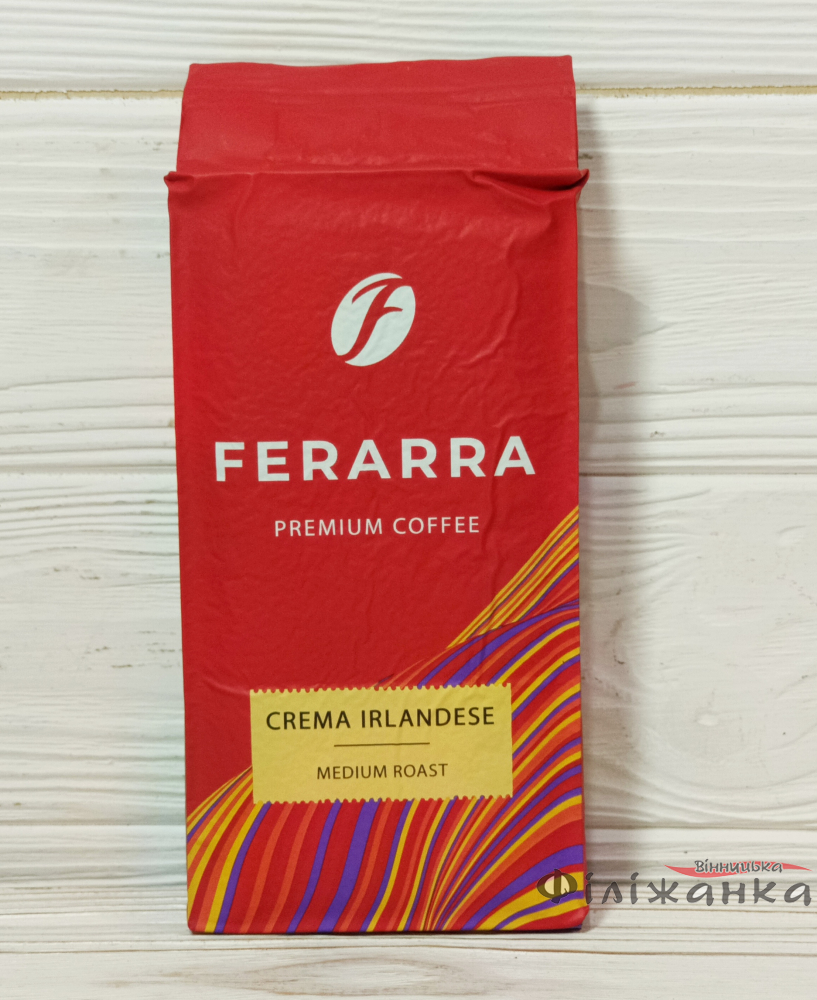 FERARRA
PREMIUM COFFEE
CREMA IRLANDESE
MEDIUM ROAST
Вінницька
Філіжанка